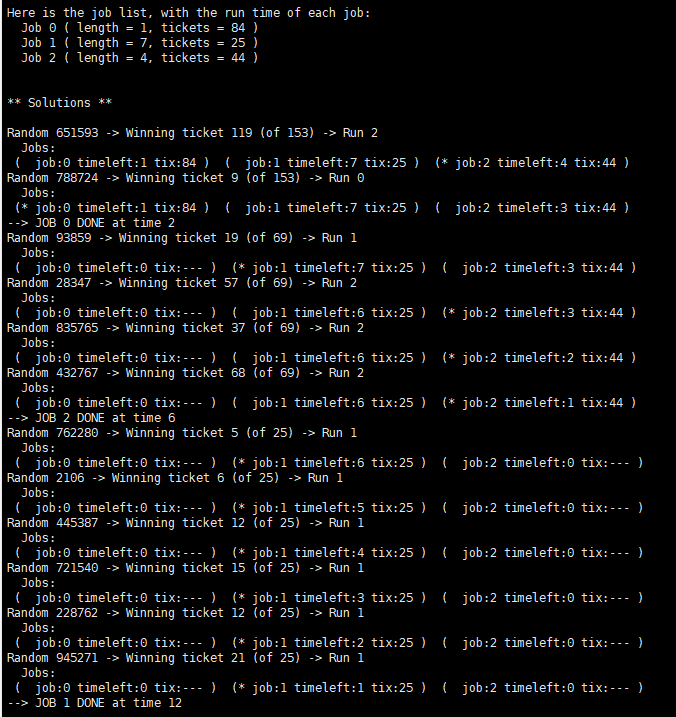 Here is the job list, with the run time of each job:
  Job 0 ( length = 1, tickets = 84 )
  Job 1 ( length = 7, tickets = 25 )
  Job 2 ( length = 4, tickets = 44 )
** Solutions **
Random 651593 -> Winning ticket 119 (of 153) -> Run 2
  Jobs:
 (  job:0 timeleft:1 tix:84 )  (  job:1 timeleft:7 tix:25 )  (* job:2 timeleft:4 tix:44 )
Random 788724 -> Winning ticket 9 (of 153) -> Run 0
  Jobs:
 (* job:0 timeleft:1 tix:84 )  (  job:1 timeleft:7 tix:25 )  (  job:2 timeleft:3 tix:44 )
--> JOB 0 DONE at time 2
Random 93859 -> Winning ticket 19 (of 69) -> Run 1
  Jobs:
 (  job:0 timeleft:0 tix:--- )  (* job:1 timeleft:7 tix:25 )  (  job:2 timeleft:3 tix:44 )
Random 28347 -> Winning ticket 57 (of 69) -> Run 2
  Jobs:
 (  job:0 timeleft:0 tix:--- )  (  job:1 timeleft:6 tix:25 )  (* job:2 timeleft:3 tix:44 )
Random 835765 -> Winning ticket 37 (of 69) -> Run 2
  Jobs:
 (  job:0 timeleft:0 tix:--- )  (  job:1 timeleft:6 tix:25 )  (* job:2 timeleft:2 tix:44 )
Random 432767 -> Winning ticket 68 (of 69) -> Run 2
  Jobs:
 (  job:0 timeleft:0 tix:--- )  (  job:1 timeleft:6 tix:25 )  (* job:2 timeleft:1 tix:44 )
--> JOB 2 DONE at time 6
Random 762280 -> Winning ticket 5 (of 25) -> Run 1
  Jobs:
 (  job:0 timeleft:0 tix:--- )  (* job:1 timeleft:6 tix:25 )  (  job:2 timeleft:0 tix:--- )
Random 2106 -> Winning ticket 6 (of 25) -> Run 1
  Jobs:
 (  job:0 timeleft:0 tix:--- )  (* job:1 timeleft:5 tix:25 )  (  job:2 timeleft:0 tix:--- )
Random 445387 -> Winning ticket 12 (of 25) -> Run 1
  Jobs:
 (  job:0 timeleft:0 tix:--- )  (* job:1 timeleft:4 tix:25 )  (  job:2 timeleft:0 tix:--- )
Random 721540 -> Winning ticket 15 (of 25) -> Run 1
  Jobs:
 (  job:0 timeleft:0 tix:--- )  (* job:1 timeleft:3 tix:25 )  (  job:2 timeleft:0 tix:--- )
Random 228762 -> Winning ticket 12 (of 25) -> Run 1
  Jobs:
 (  job:0 timeleft:0 tix:--- )  (* job:1 timeleft:2 tix:25 )  (  job:2 timeleft:0 tix:--- )
Random 945271 -> Winning ticket 21 (of 25) -> Run 1
  Jobs:
 (  job:0 timeleft:0 tix:--- )  (* job:1 timeleft:1 tix:25 )  (  job:2 timeleft:0 tix:--- )
--> JOB 1 DONE at time 12